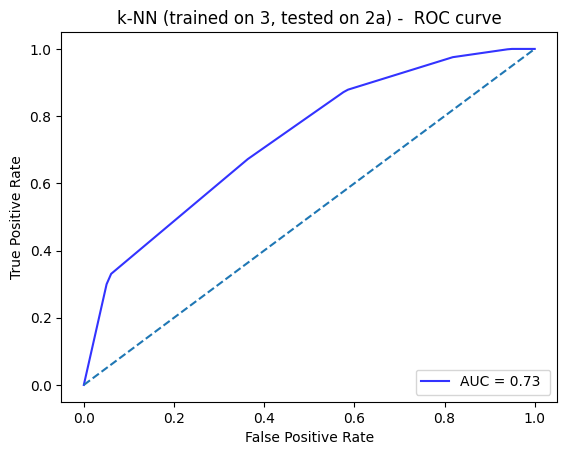 k-NN (trained on 3, tested on 2a) -  ROC curve
True Positive Rate
1.0
0.8
0.6
0.4
0.2
0.0
0.0 0.2 0.4 0.6 0.8 1.0
False Positive Rate
AUC = 0.73